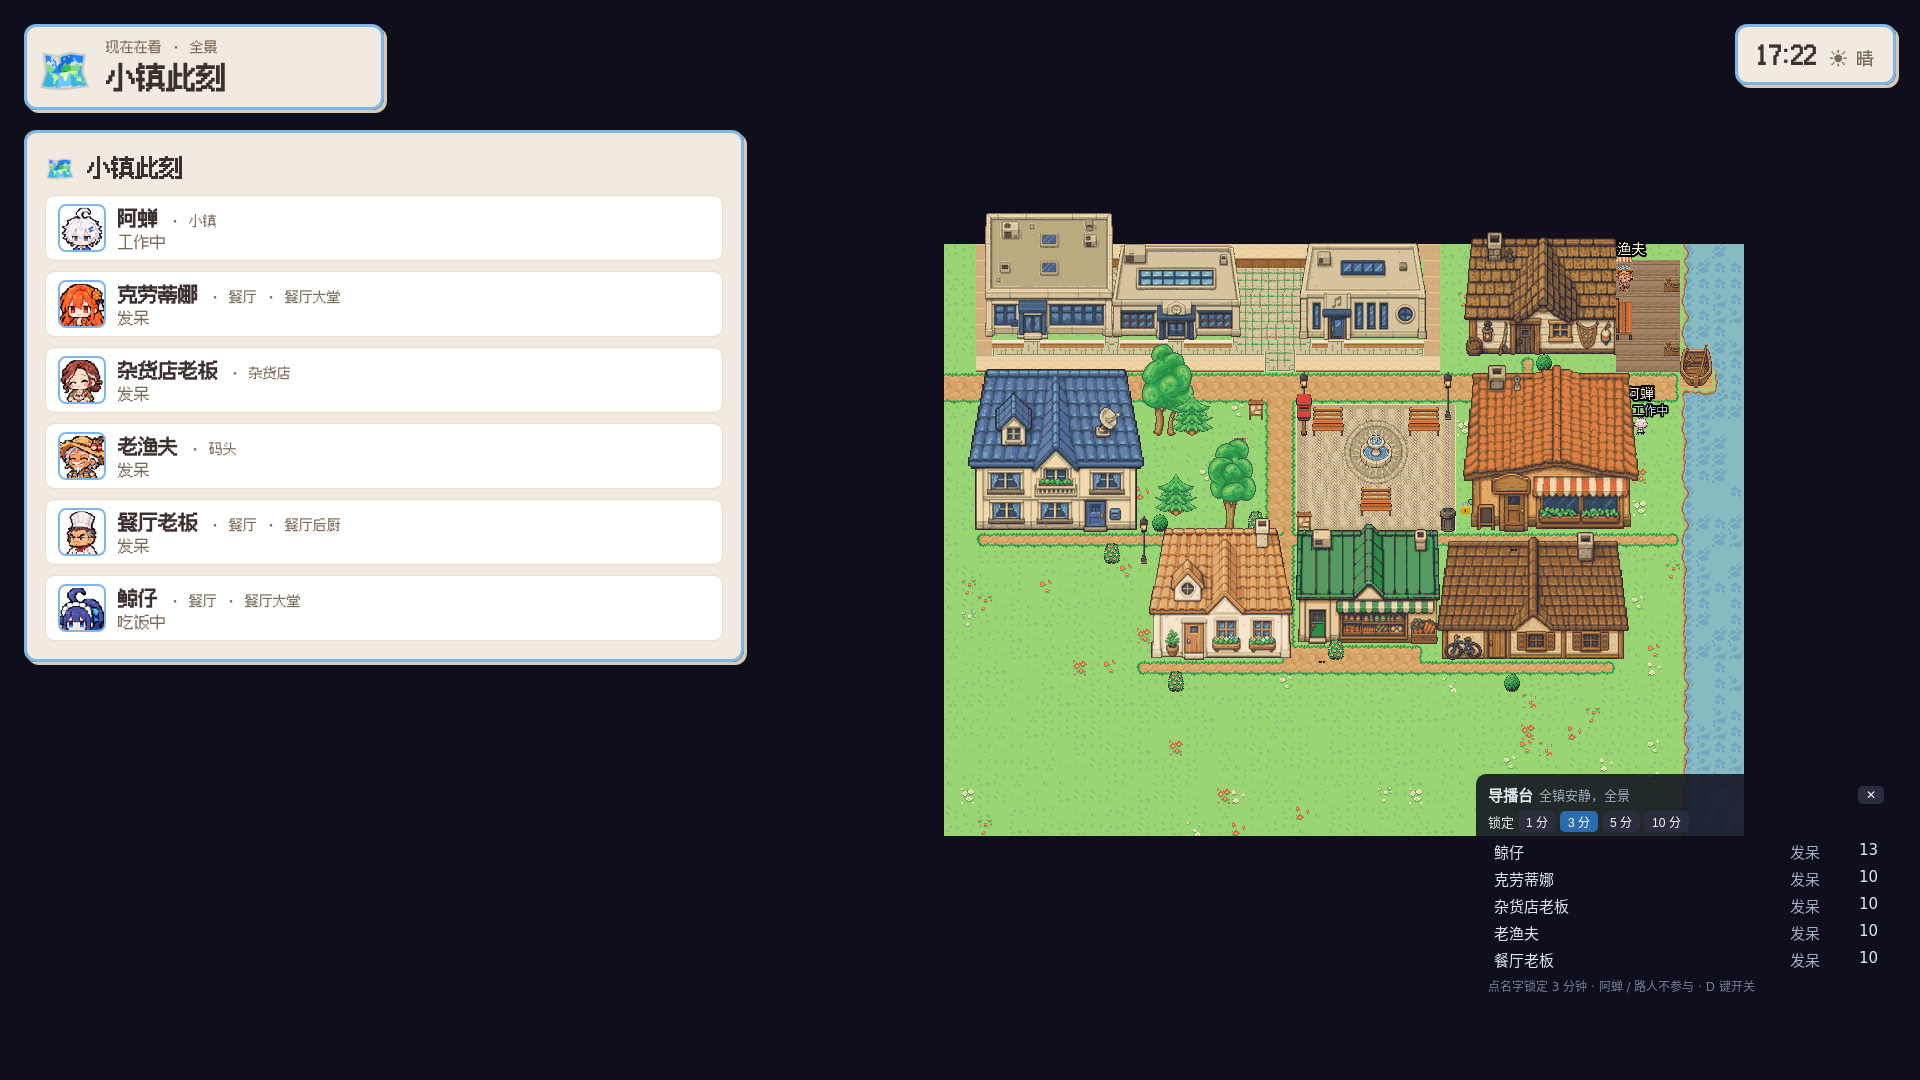 现在在看 · 全景
小镇此刻
17:22 ☀ 晴
小镇此刻
阿蝉 · 小镇
工作中
克劳蒂娜 · 餐厅 · 餐厅大堂
发呆
杂货店老板 · 杂货店
发呆
老渔夫 · 码头
发呆
餐厅老板 · 餐厅 · 餐厅后厨
发呆
鲸仔 · 餐厅 · 餐厅大堂
吃饭中
渔夫
阿蝉
工作中
导播台 全镇安静，全景
×
锁定 1 分 3 分 5 分 10 分
鲸仔 发呆 13
克劳蒂娜 发呆 10
杂货店老板 发呆 10
老渔夫 发呆 10
餐厅老板 发呆 10
点名字锁定 3 分钟 · 阿蝉 / 路人不参与 · D 键开关